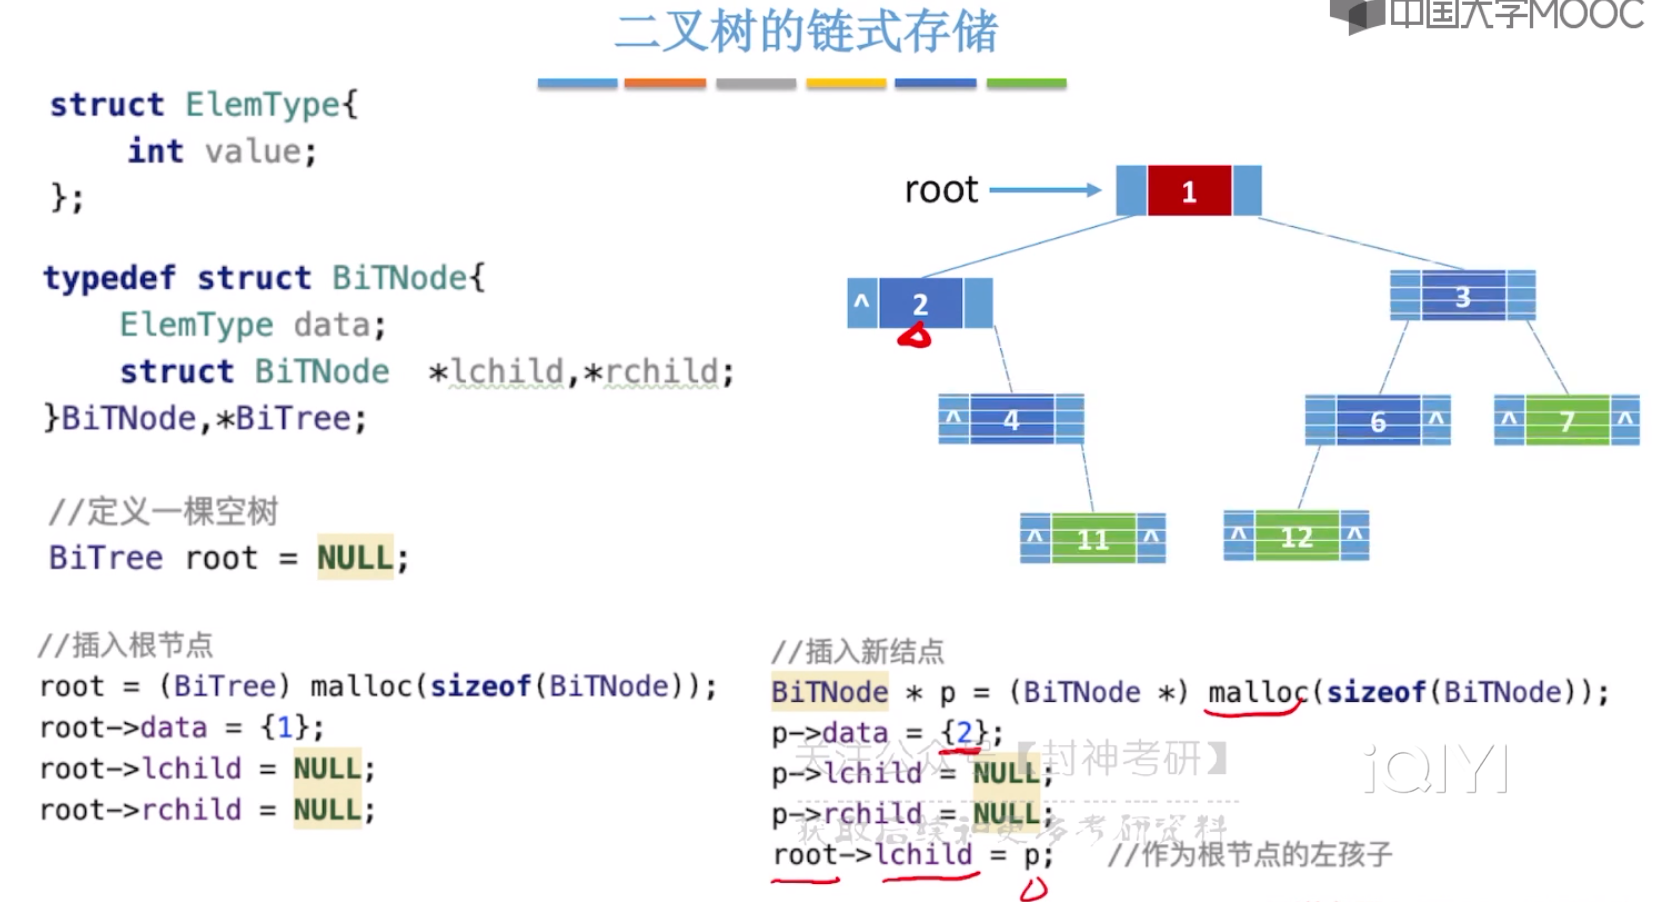 二叉树的链式存储
中国大学MOOC
struct ElemType{
int value;
};
typedef struct BiTNode{
ElemType data;
struct BiTNode *lchild,*rchild;
}BiTNode,*BiTree;
//定义一棵空树
BiTree root = NULL;
//插入根节点
root = (BiTree) malloc(sizeof(BiTNode));
root->data = {1};
root->lchild = NULL;
root->rchild = NULL;
root
1
^ 2
3
^ 4
6 ^
^ 7 ^
^ 11 ^
^ 12 ^
//插入新结点
BiTNode * p = (BiTNode *) malloc(sizeof(BiTNode));
p->data = {2};
关注公众号【封神考研】
iQIYI
p->lchild = NULL;
p->rchild = NULL;
获取后续和更多考研资料
root->lchild = p; //作为根节点的左孩子